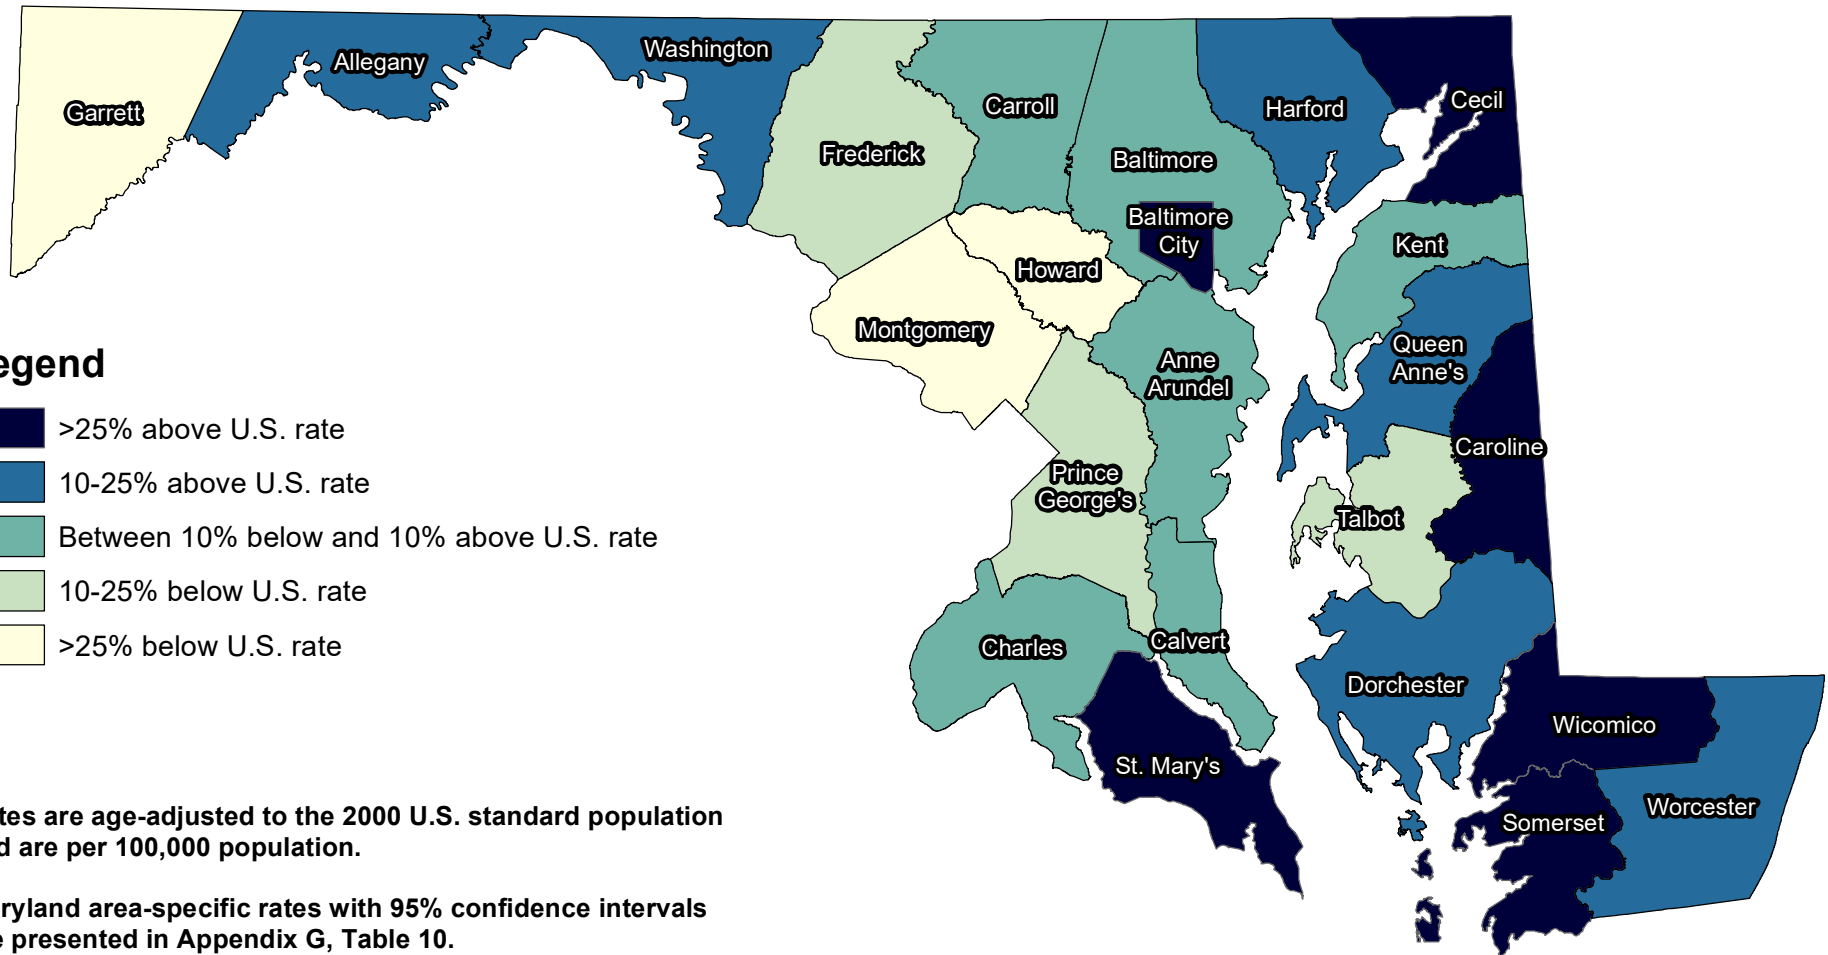 Garrett
Allegany
Washington
Frederick
Carroll
Baltimore
Harford
Cecil
Baltimore
City
Kent
Howard
Montgomery
Anne
Arundel
Queen
Anne's
Caroline
Prince
George's
Talbot
Charles
Calvert
Dorchester
St. Mary's
Wicomico
Somerset
Worcester
egend
>25% above U.S. rate
10-25% above U.S. rate
Between 10% below and 10% above U.S. rate
10-25% below U.S. rate
>25% below U.S. rate
tes are age-adjusted to the 2000 U.S. standard population
d are per 100,000 population.
ryland area-specific rates with 95% confidence intervals
e presented in Appendix G, Table 10.